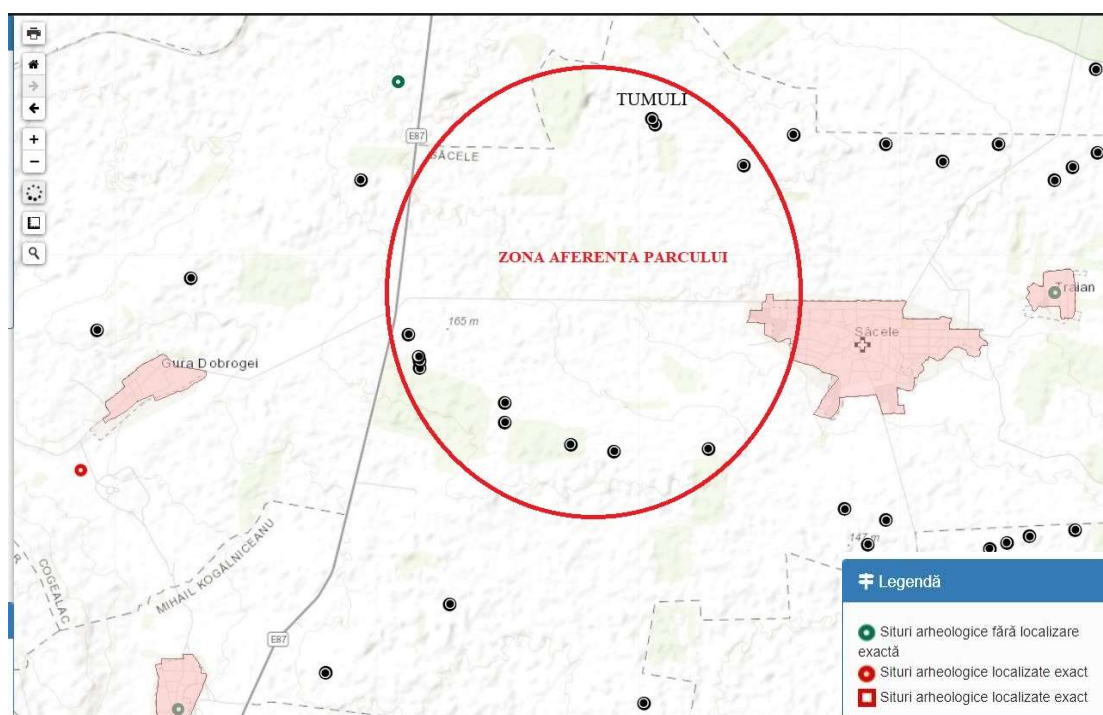 TUMULI
E87
SĂCELE
ZONA AFERENTA PARCULUI
Traian
165 m
Săcele
Gura Dobrogei
147 m
COGEALAC
MIHAIL KOGĂLNICEANU
E87
Legendă
Situri arheologice fără localizare
exactă
Situri arheologice localizate exact
Situri arheologice localizate exact